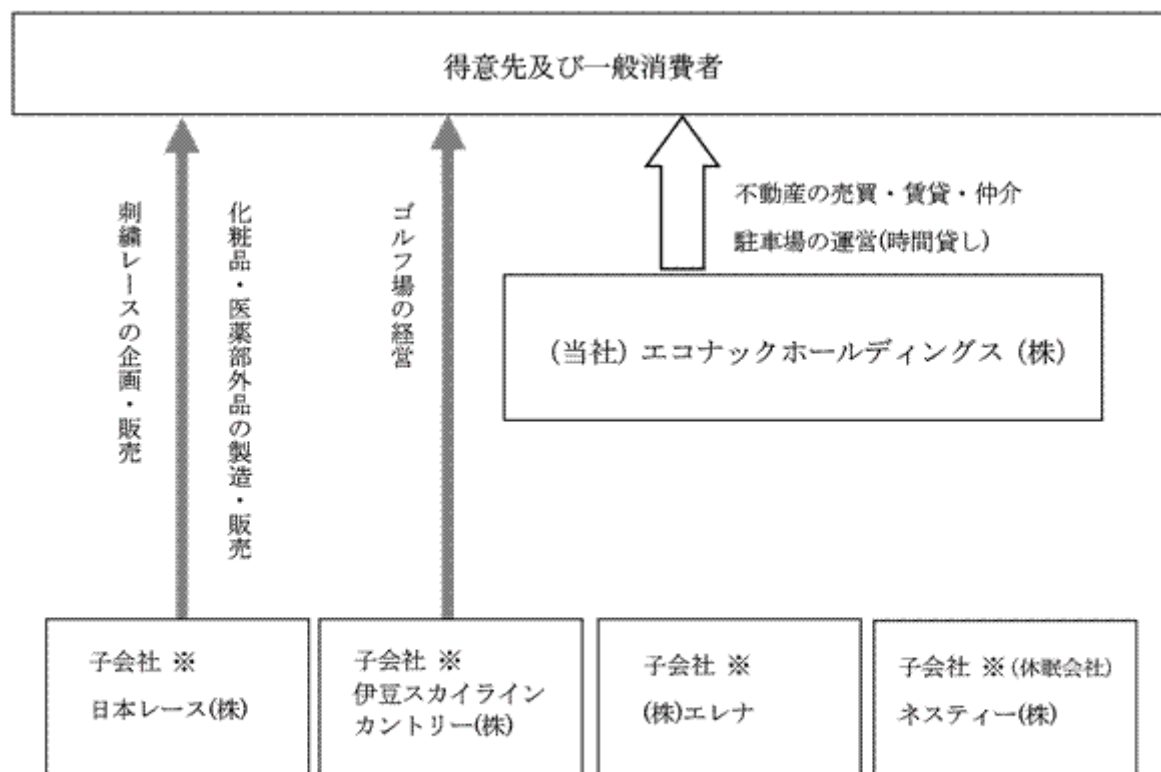 得意先及び一般消費者
刺繍レースの企画・販売
化粧品・医薬部外品の製造・販売
ゴルフ場の経営
不動産の売買・賃貸・仲介
駐車場の運営(時間貸し)
(当社) エコナックホールディングス (株)
子会社 ※
日本レース(株)
子会社 ※
伊豆スカイライン
カントリー(株)
子会社 ※
(株)エレナ
子会社 ※(休眠会社)
ネスティー(株)